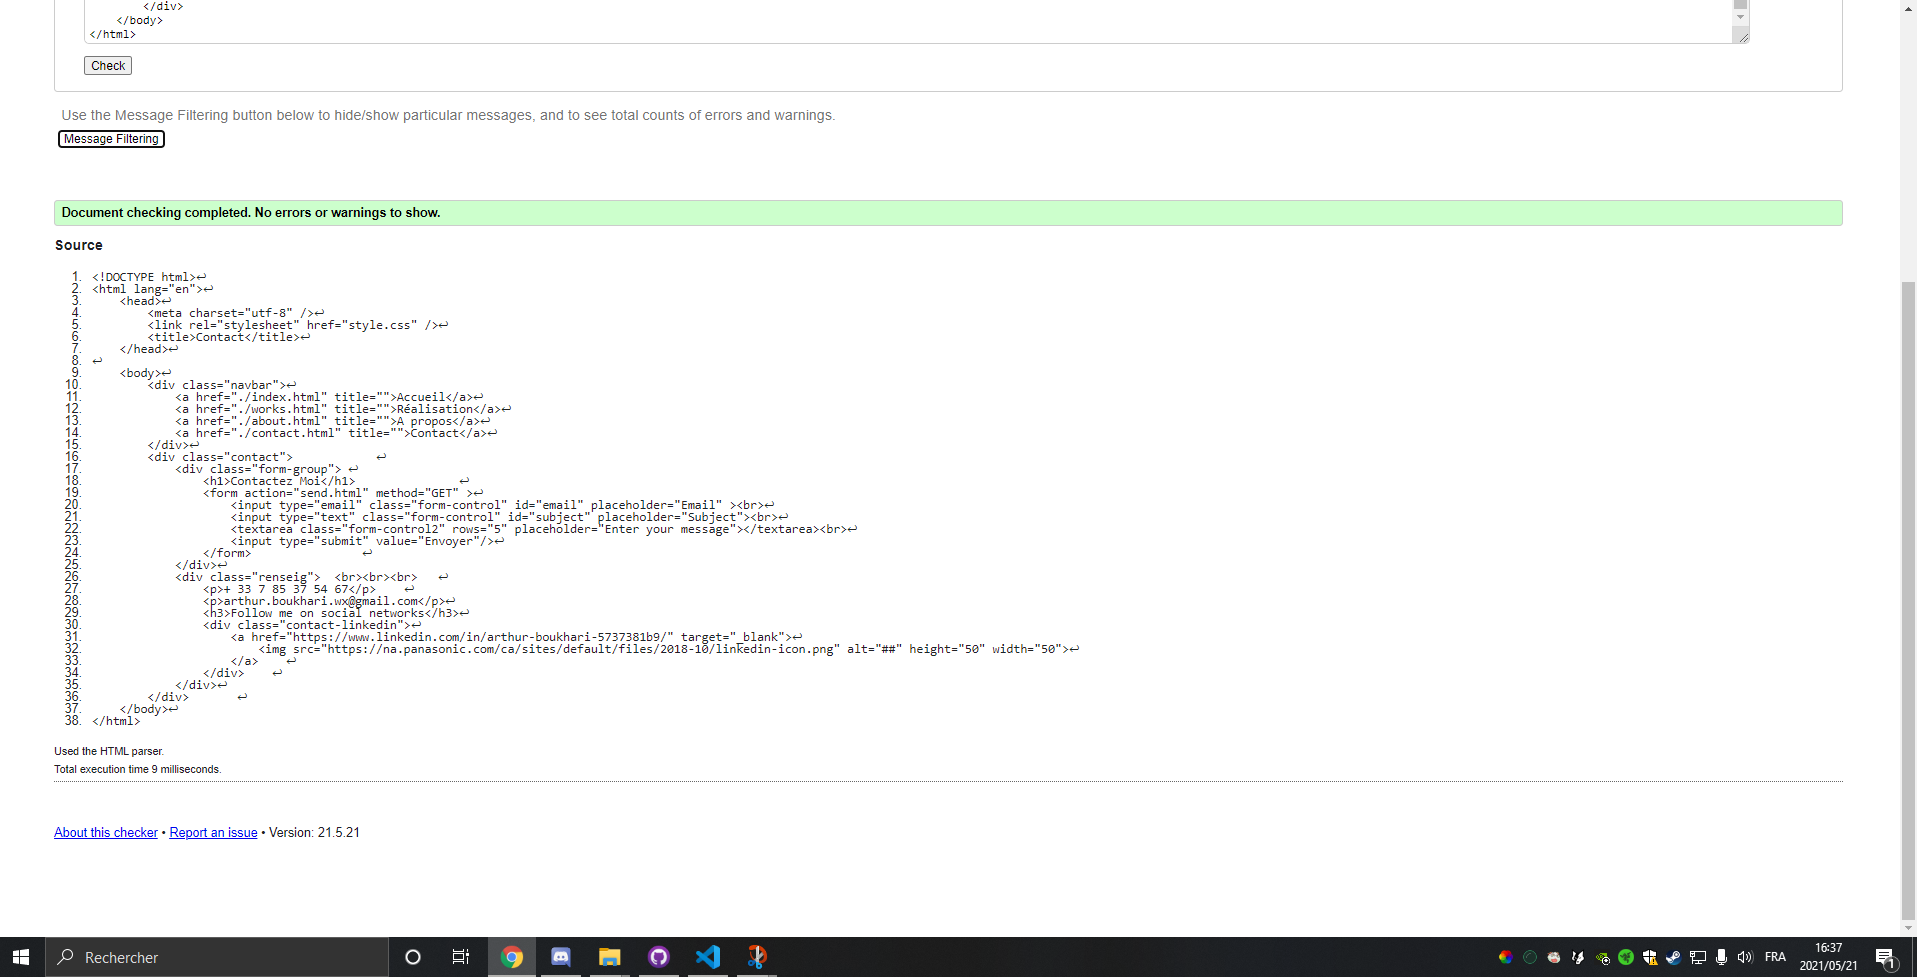 </div>
</body>
</html>
Check
Use the Message Filtering button below to hide/show particular messages, and to see total counts of errors and warnings.
Message Filtering
Document checking completed. No errors or warnings to show.
Source
1. <!DOCTYPE html>↩
2. <html lang="en">↩
3. <head>↩
4. <meta charset="utf-8" />↩
5. <link rel="stylesheet" href="style.css" />↩
6. <title>Contact</title>↩
7. </head>↩
8. ↩
9. <body>↩
10. <div class="navbar">↩
11. <a href="./index.html" title="">Accueil</a>↩
12. <a href="./works.html" title="">Réalisation</a>↩
13. <a href="./about.html" title="">A propos</a>↩
14. <a href="./contact.html" title="">Contact</a>↩
15. </div>↩
16. <div class="contact"> ↩
17. <div class="form-group"> ↩
18. <h1>Contactez Moi</h1> ↩
19. <form action="send.html" method="GET" >↩
20. <input type="email" class="form-control" id="email" placeholder="Email" ><br>↩
21. <input type="text" class="form-control" id="subject" placeholder="Subject"><br>↩
22. <textarea class="form-control2" rows="5" placeholder="Enter your message"></textarea><br>↩
23. <input type="submit" value="Envoyer"/>↩
24. </form> ↩
25. </div>↩
26. <div class="renseig"> <br><br><br> ↩
27. <p>+ 33 7 85 37 54 67</p> ↩
28. <p>arthur.boukhari.wx@gmail.com</p>↩
29. <h3>Follow me on social networks</h3>↩
30. <div class="contact-linkedin">↩
31. <a href="https://www.linkedin.com/in/arthur-boukhari-5737381b9/" target="_blank">↩
32. <img src="https://na.panasonic.com/ca/sites/default/files/2018-10/linkedin-icon.png" alt="##" height="50" width="50">↩
33. </a> ↩
34. </div> ↩
35. </div>↩
36. </div> ↩
37. </body>↩
38. </html>
Used the HTML parser.
Total execution time 9 milliseconds.
About this checker • Report an issue • Version: 21.5.21
Rechercher
FRA
16:37
2021/05/21
1